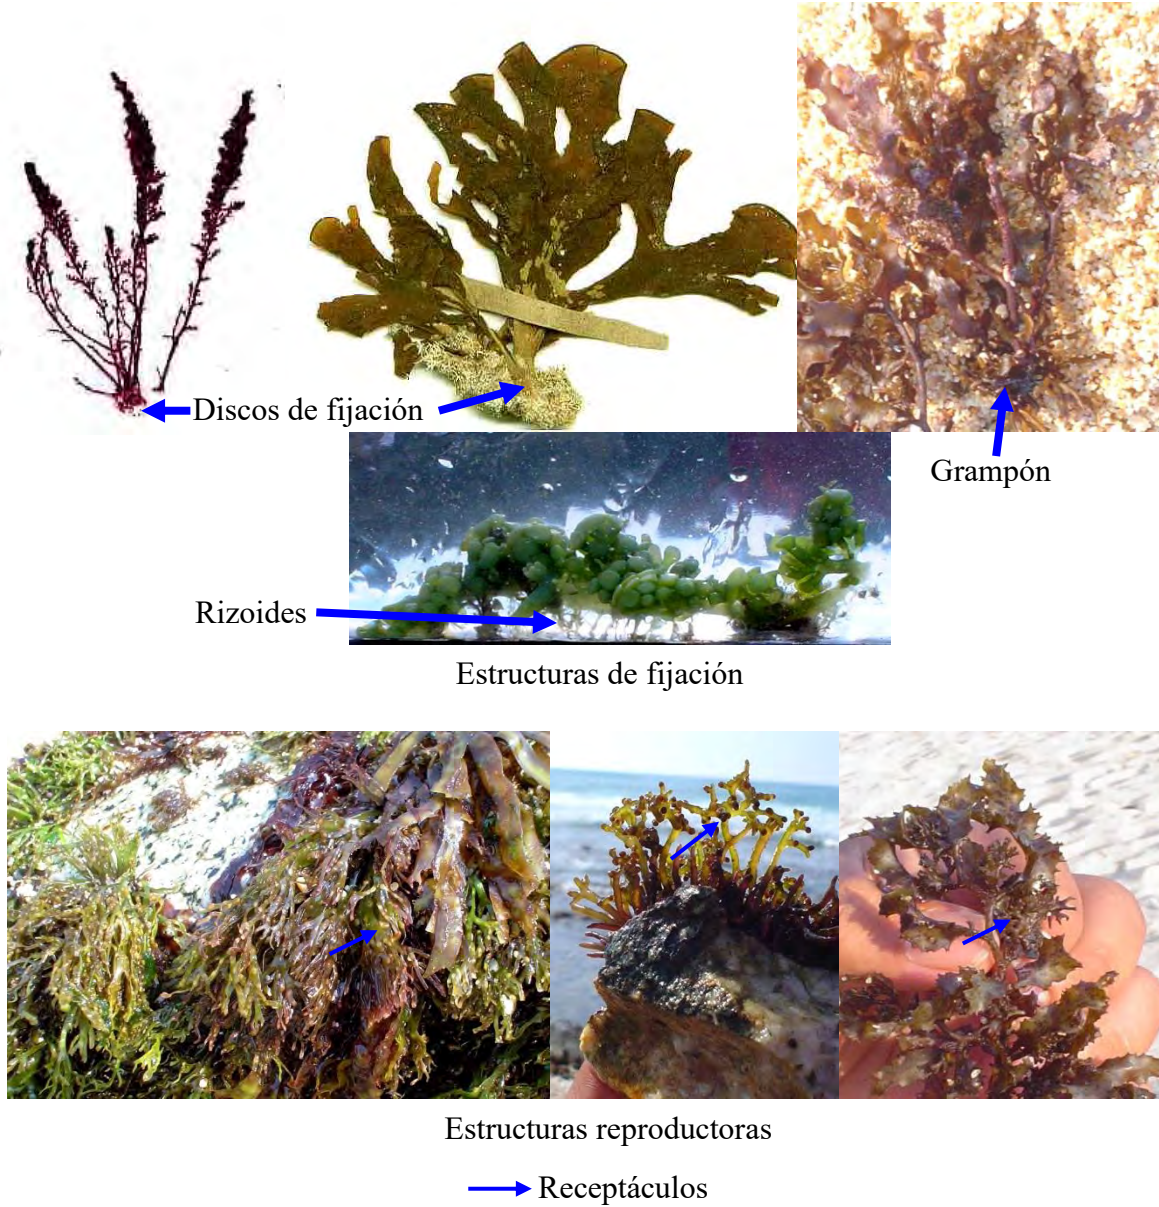 Discos de fijación
Grampón
Rizoides
Estructuras de fijación
Estructuras reproductoras
Receptáculos